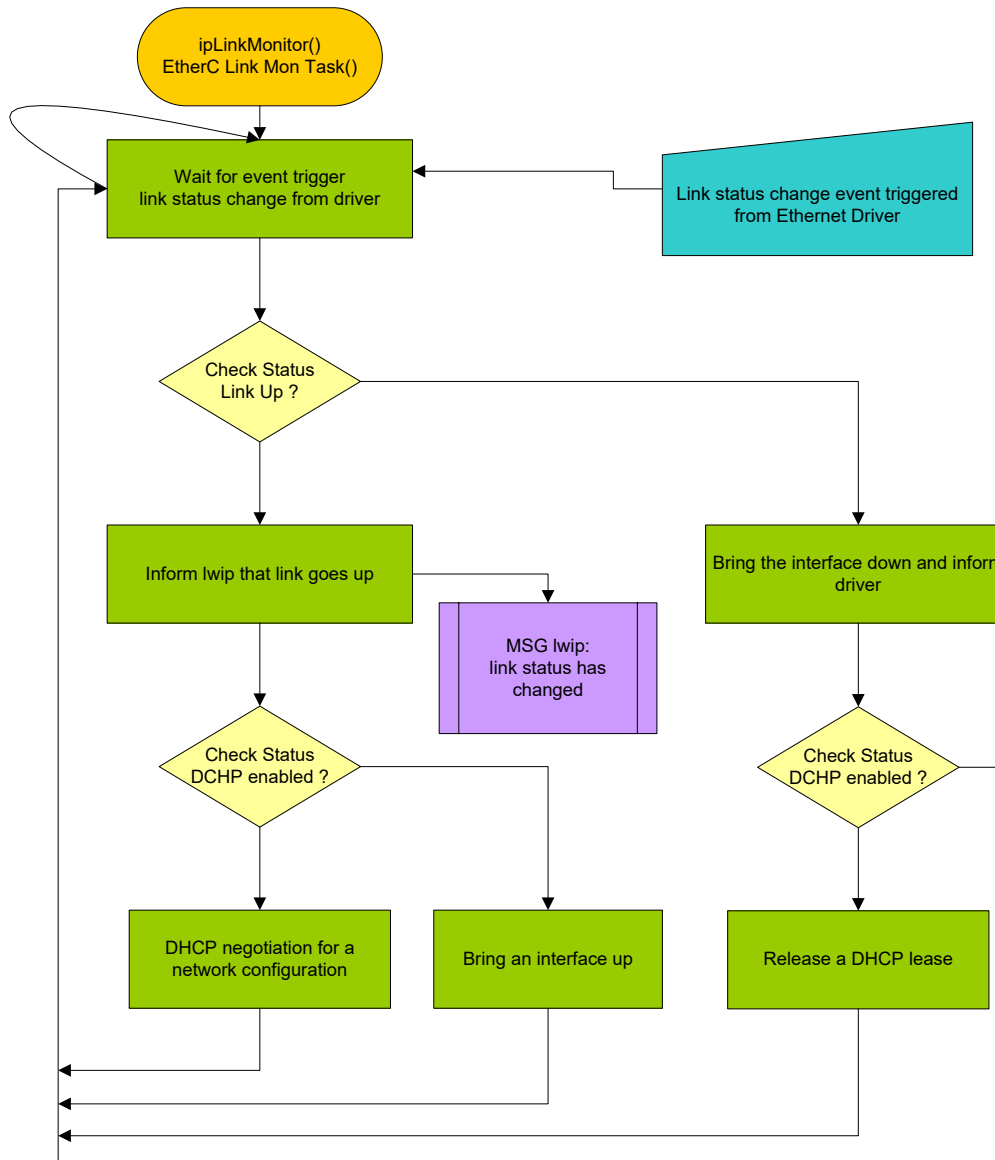 ipLinkMonitor()
EtherC Link Mon Task()
Wait for event trigger
link status change from driver
Link status change event triggered
from Ethernet Driver
Check Status
Link Up ?
Inform lwip that link goes up
Bring the interface down and inform
driver
MSG lwip:
link status has
changed
Check Status
DCHP enabled ?
Check Status
DCHP enabled ?
DHCP negotiation for a
network configuration
Bring an interface up
Release a DHCP lease